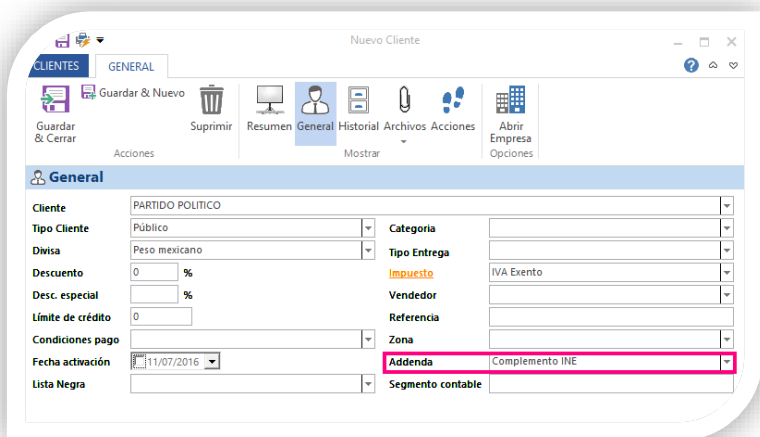 Nuevo Cliente
CLIENTES GENERAL
Guardar & Cerrar
Guardar & Nuevo
Suprimir
Resumen General Historial Archivos Acciones
Abrir Empresa
Acciones Mostrar Opciones
General
Cliente PARTIDO POLITICO
Tipo Cliente Público Categoria
Divisa Peso mexicano Tipo Entrega
Descuento 0 % Impuesto IVA Exento
Desc. especial % Vendedor
Límite de crédito 0 Referencia
Condiciones pago Zona
Fecha activación 11/07/2016 Addenda Complemento INE
Lista Negra Segmento contable